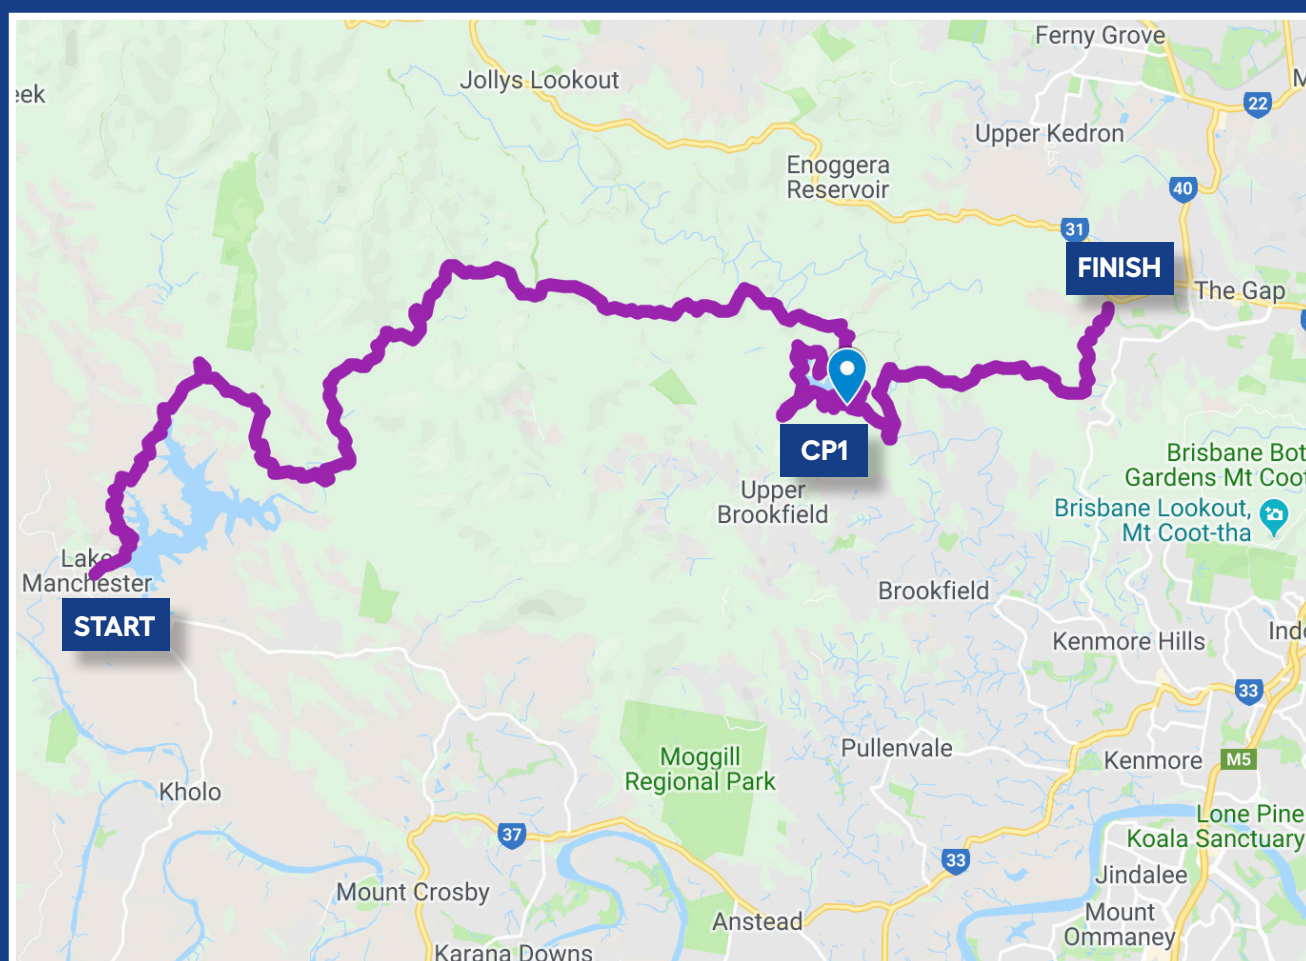 Ferny Grove
Jollys Lookout
22
Upper Kedron
Enoggera
Reservoir
40
31
FINISH
The Gap
CP1
Brisbane Bot
Gardens Mt Coot
Upper
Brookfield
Brisbane Lookout,
Mt Coot-tha
Lake
Manchester
Brookfield
START
Kenmore Hills
Indo
33
Pullenvale
Moggill
Regional Park
Kenmore
M5
Kholo
Lone Pine
Koala Sanctuary
37
33
Jindalee
Mount Crosby
Anstead
Mount
Ommaney
Karana Downs